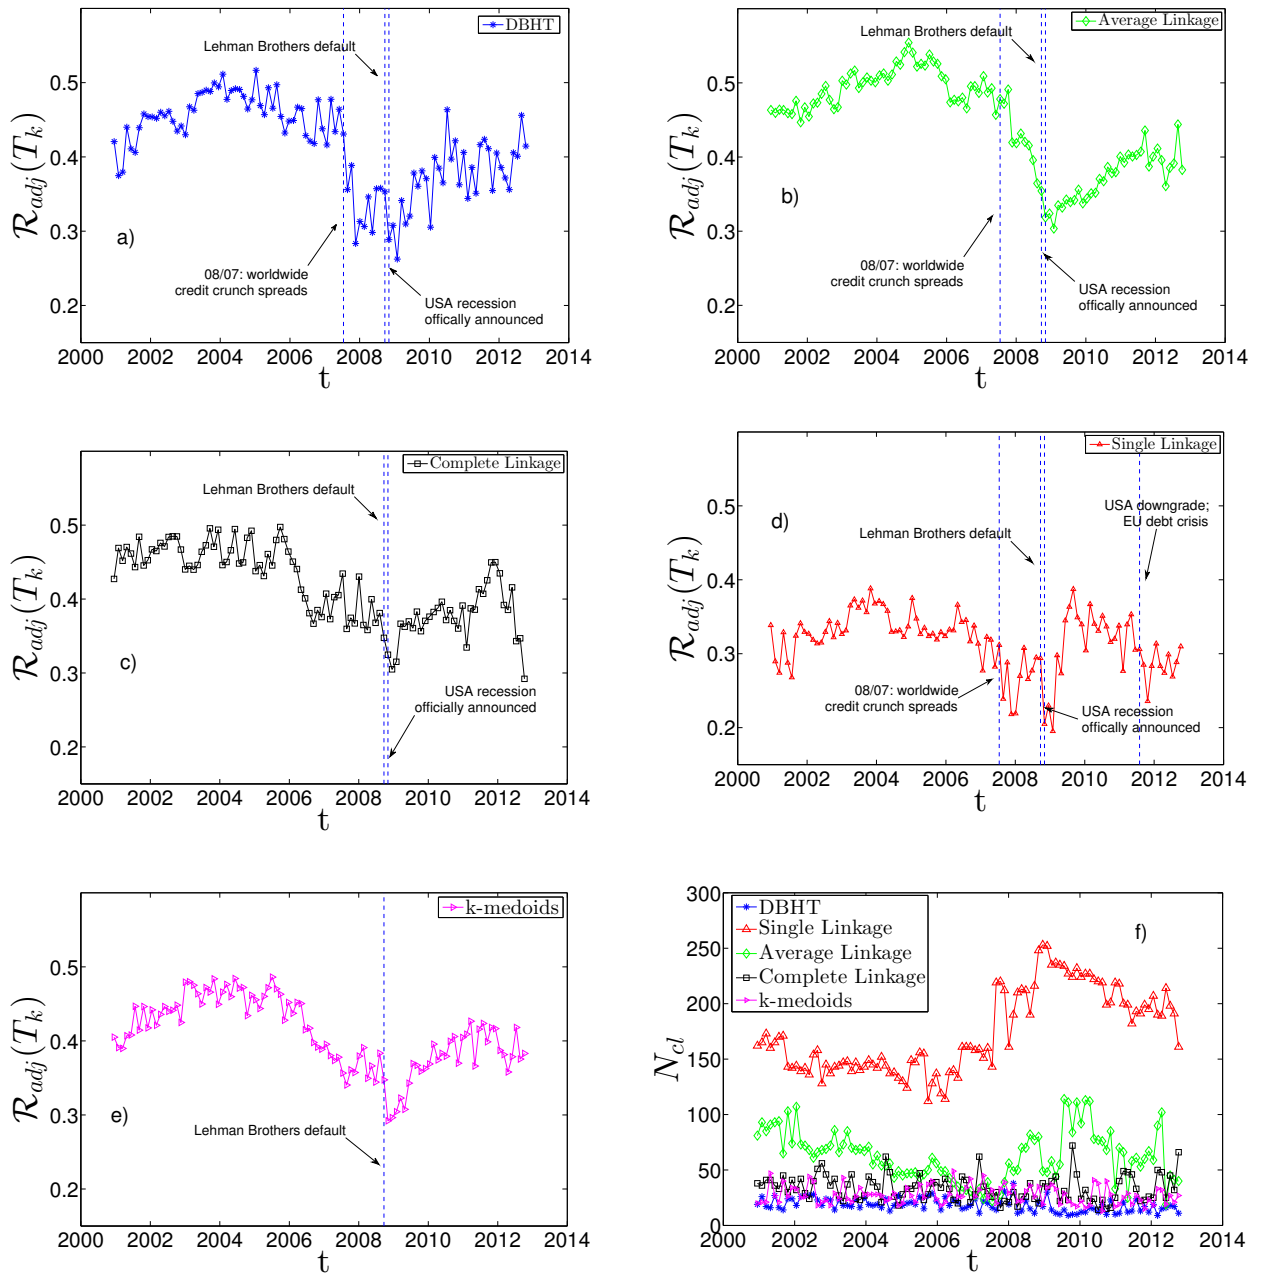 DBHT
Lehman Brothers default
0.5
0.4
0.3
0.2
R_adj(T_k)
a)
08/07: worldwide
credit crunch spreads
USA recession
offically announced
2000 2002 2004 2006 2008 2010 2012 2014
t
Average Linkage
Lehman Brothers default
0.5
0.4
0.3
0.2
R_adj(T_k)
b)
08/07: worldwide
credit crunch spreads
USA recession
offically announced
2000 2002 2004 2006 2008 2010 2012 2014
t
Complete Linkage
Lehman Brothers default
0.5
0.4
0.3
0.2
R_adj(T_k)
c)
USA recession
officially announced
2000 2002 2004 2006 2008 2010 2012 2014
t
Single Linkage
0.5
0.4
0.3
0.2
R_adj(T_k)
d)
USA downgrade;
EU debt crisis
Lehman Brothers default
08/07: worldwide
credit crunch spreads
USA recession
offically announced
2000 2002 2004 2006 2008 2010 2012 2014
t
k-medoids
0.5
0.4
0.3
0.2
R_adj(T_k)
e)
Lehman Brothers default
2000 2002 2004 2006 2008 2010 2012 2014
t
300
250
200
150
100
50
0
N_cl
DBHT
Single Linkage
Average Linkage
Complete Linkage
k-medoids
f)
2000 2002 2004 2006 2008 2010 2012 2014
t